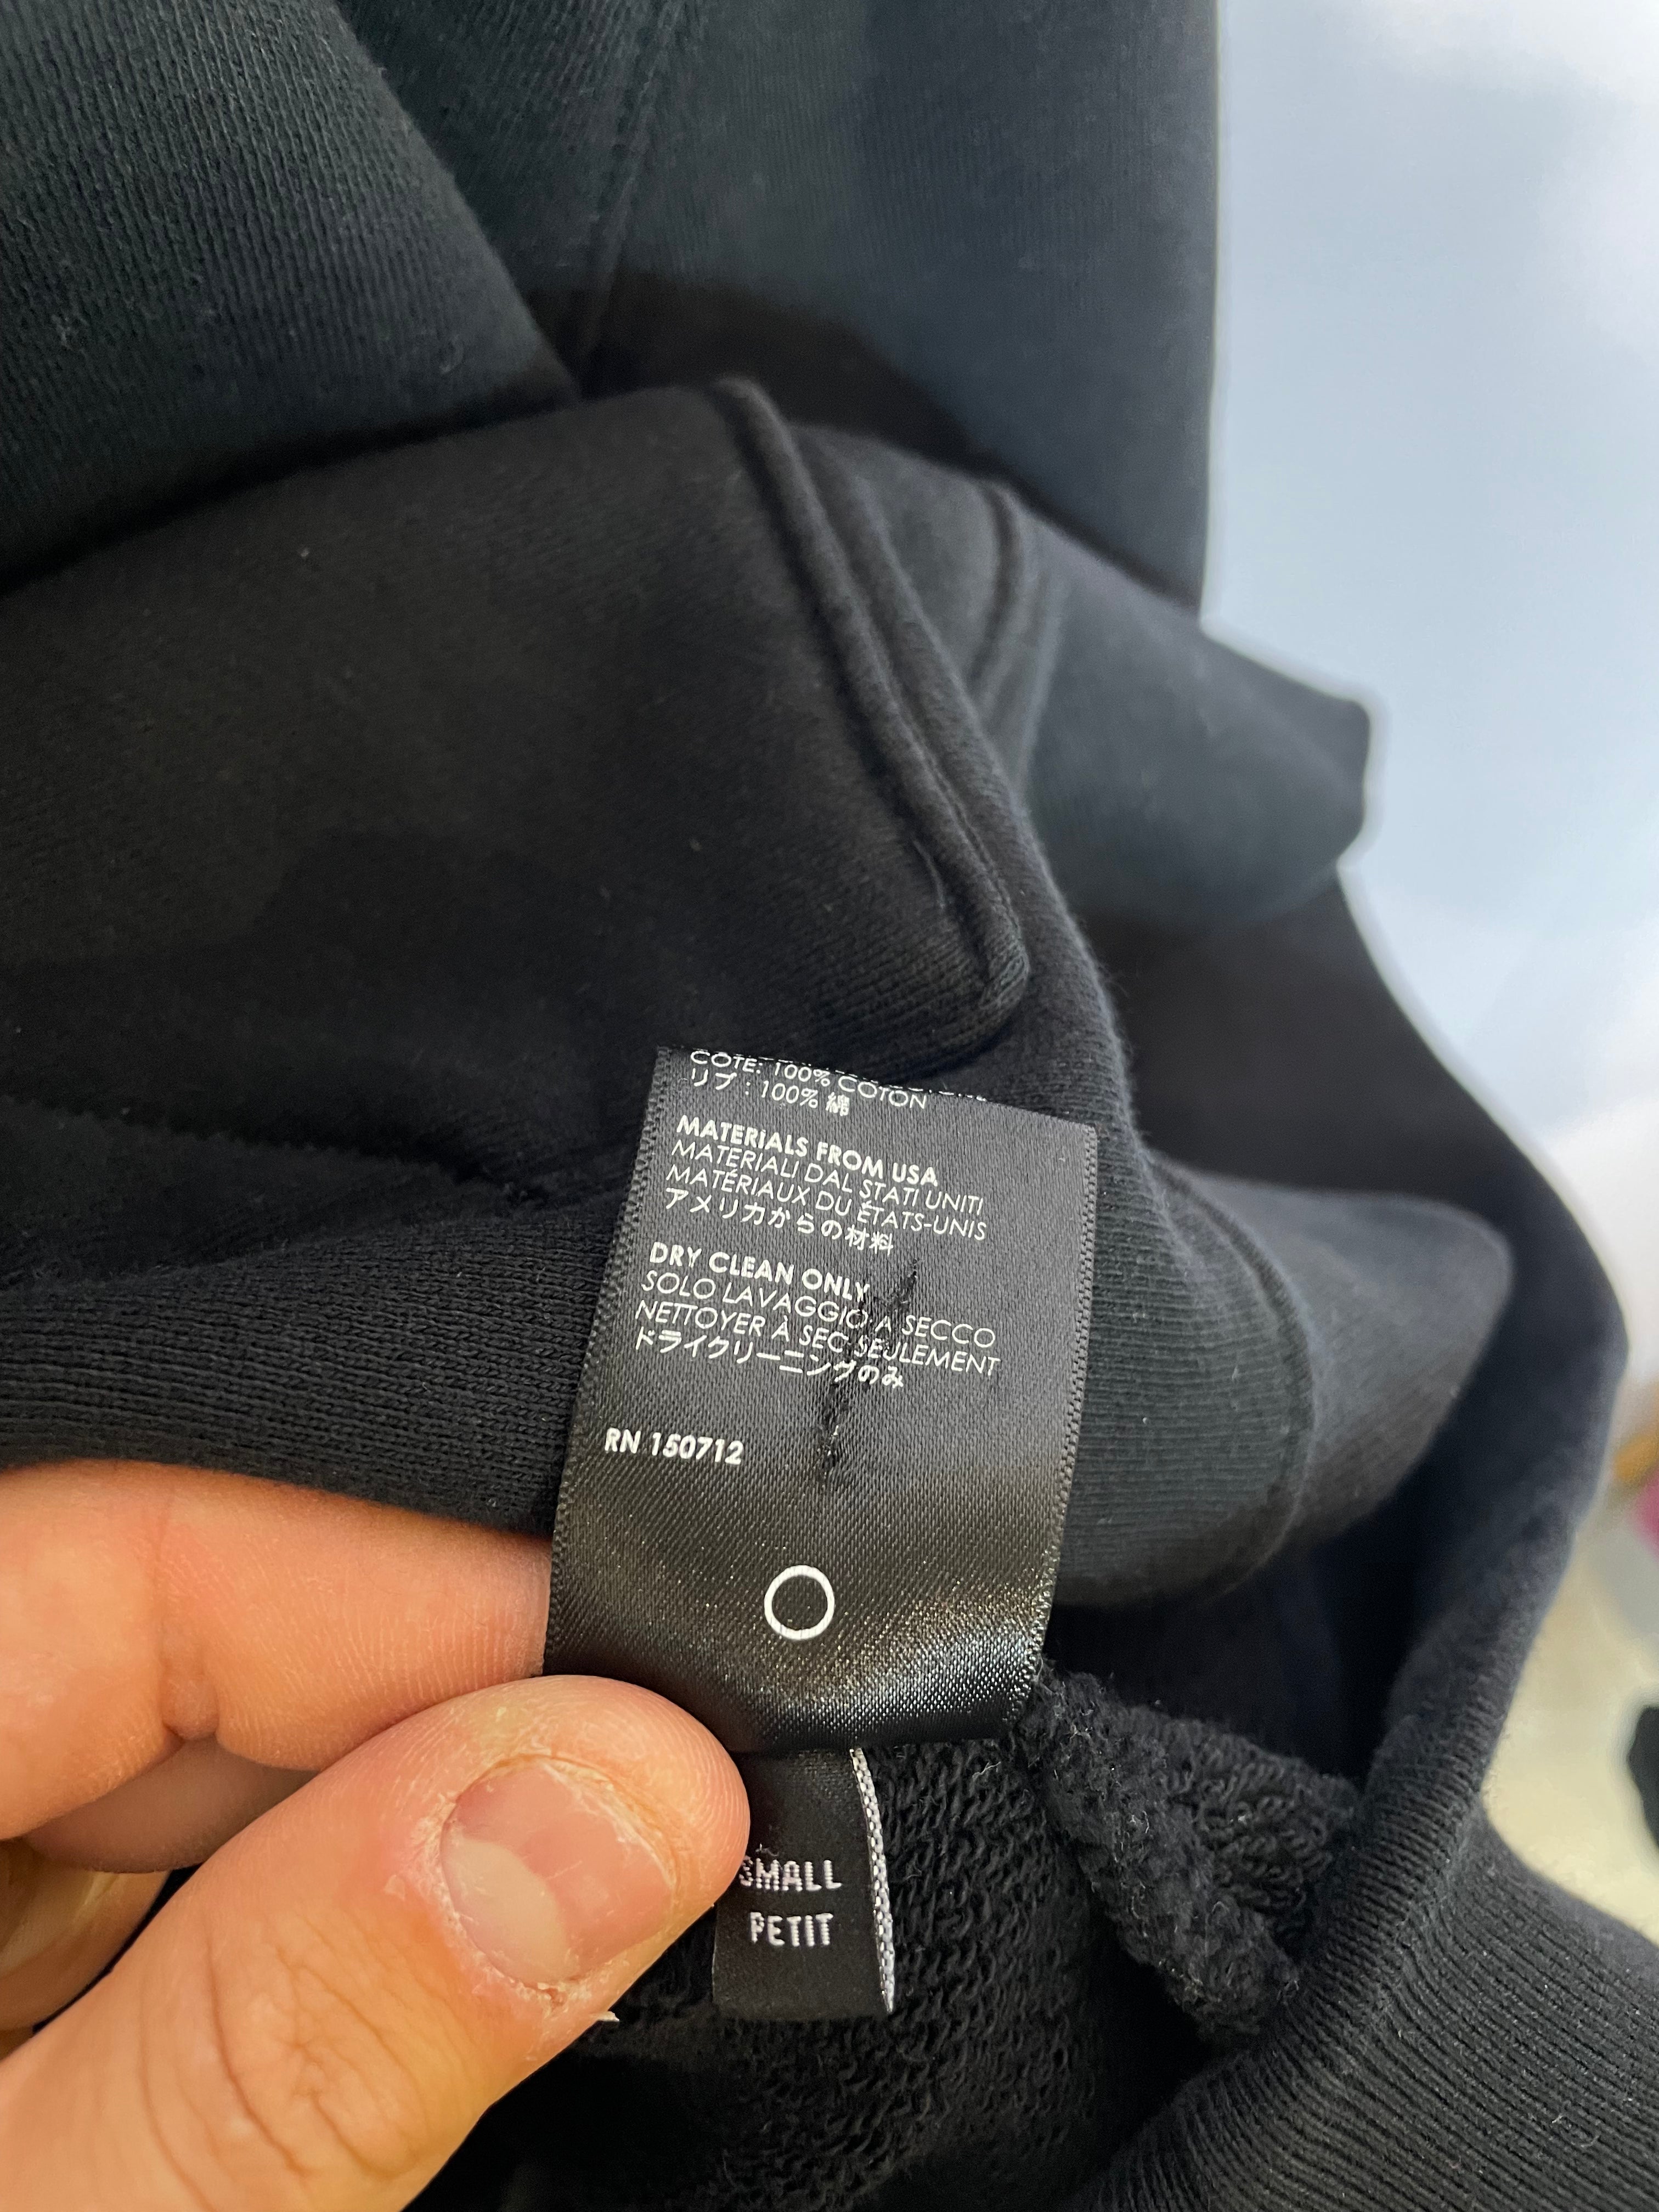 COTE: 100% COTON
リブ : 100% 綿
MATERIALS FROM USA
MATERIALI DAL STATI UNITI
MATÉRIAUX DU ÉTATS-UNIS
アメリカからの材料
DRY CLEAN ONLY
SOLO LAVAGGIO A SECCO
NETTOYER À SEC SEULEMENT
ドライクリーニングのみ
RN 150712
SMALL
PETIT